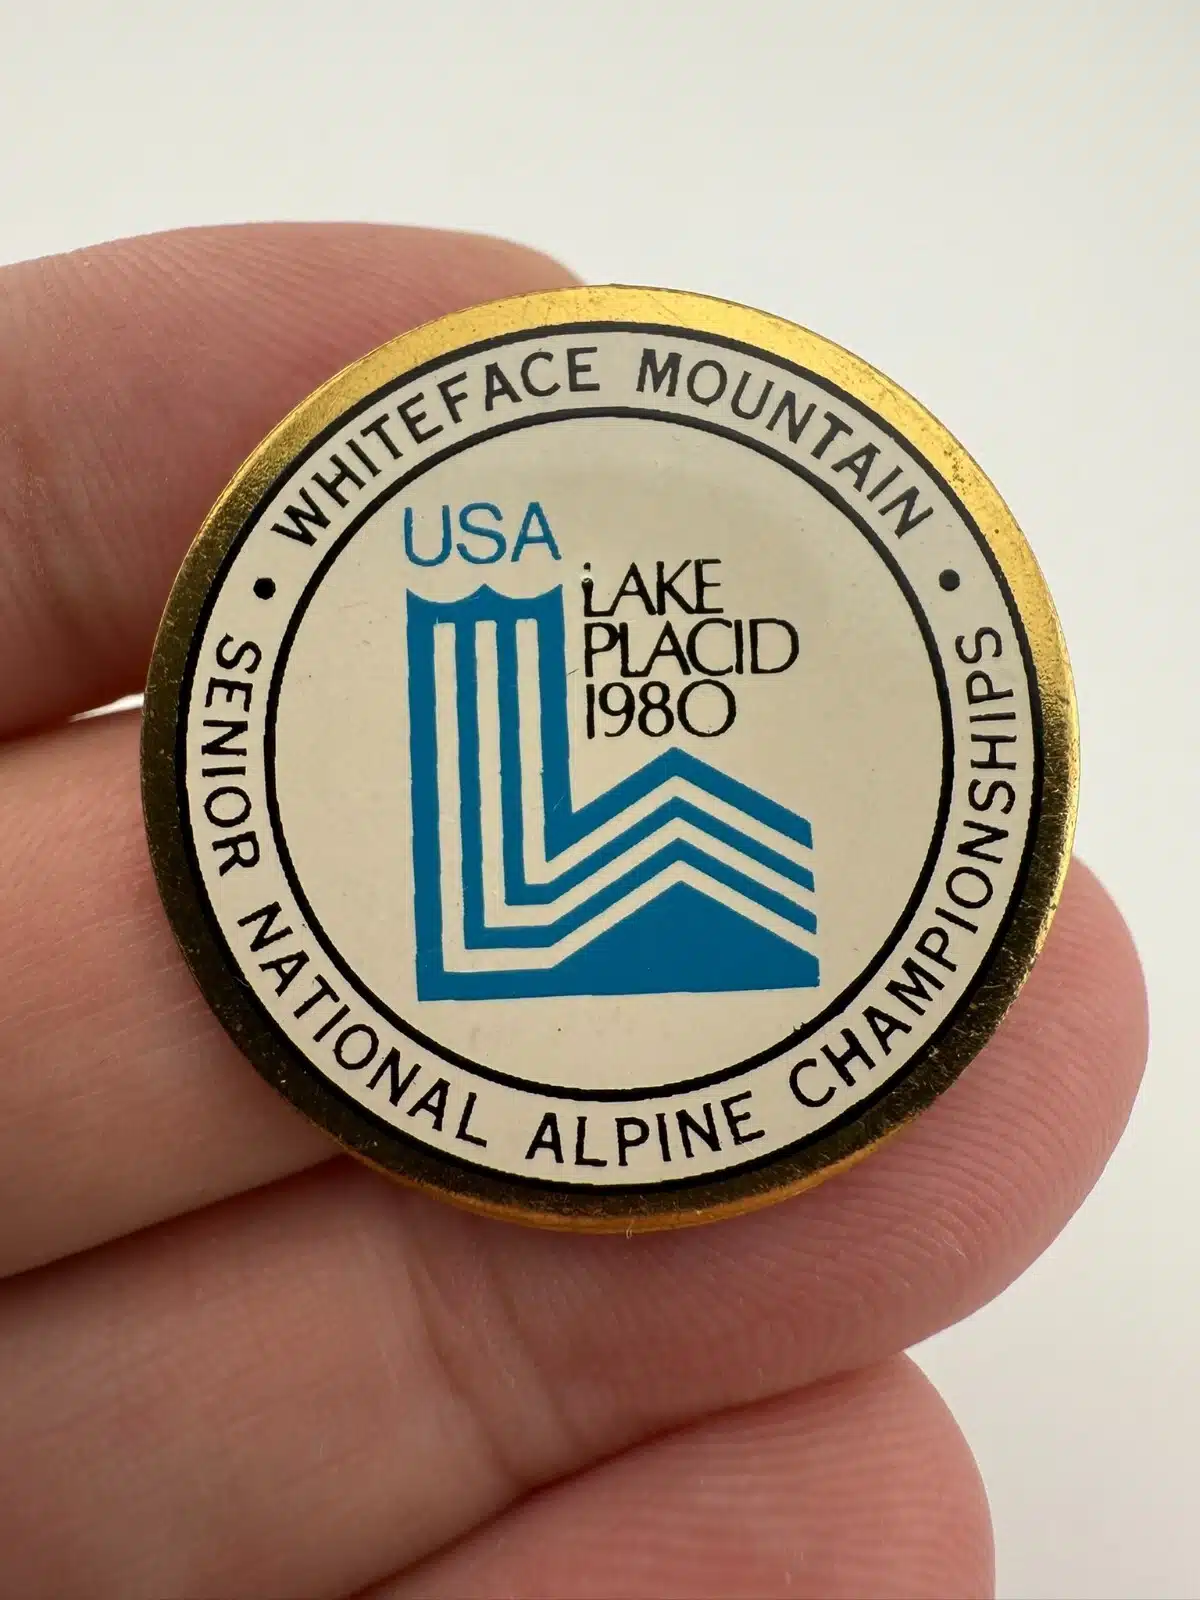 WHITEFACE MOUNTAIN
USA
LAKE
PLACID
1980
SENIOR NATIONAL ALPINE CHAMPIONSHIPS